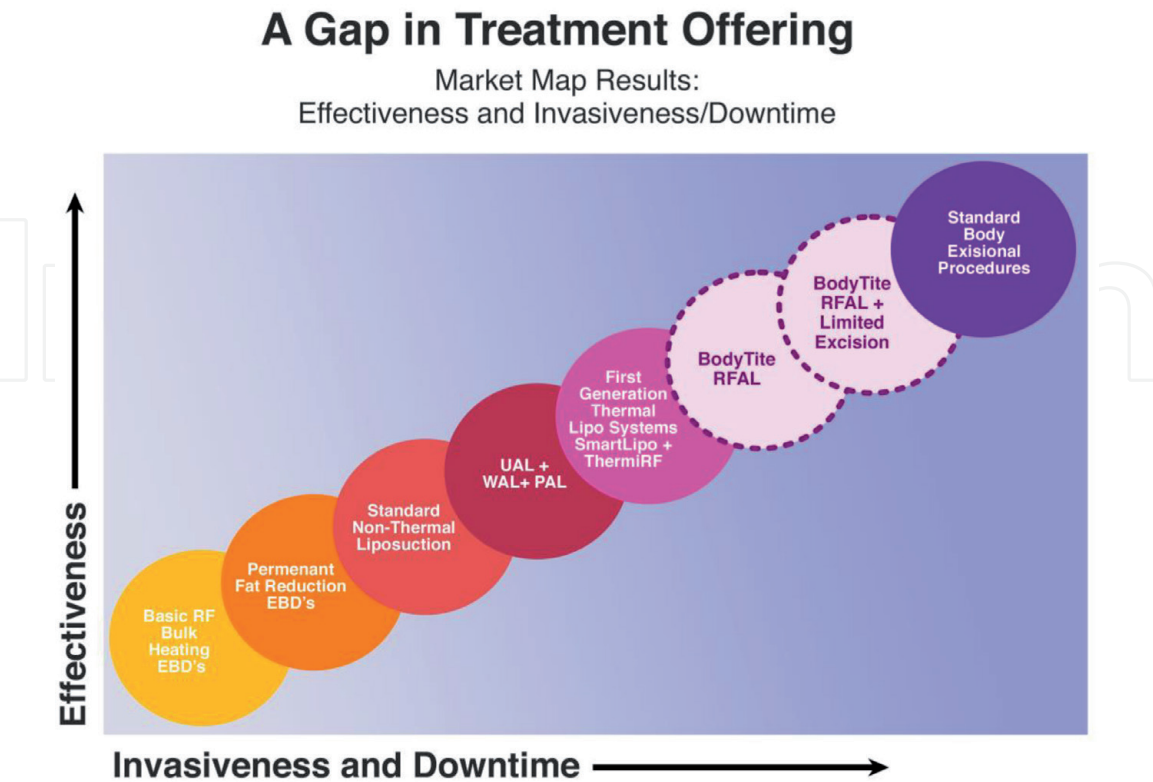 A Gap in Treatment Offering
Market Map Results:
Effectiveness and Invasiveness/Downtime
Standard
Body
Exisional
Procedures
BodyTite
RFAL +
Limited
Excision
BodyTite
RFAL
First
Generation
Thermal
Lipo Systems
SmartLipo +
ThermiRF
UAL +
WAL+ PAL
Standard
Non-Thermal
Liposuction
Permenant
Fat Reduction
EBD's
Basic RF
Bulk
Heating
EBD's
Effectiveness
Invasiveness and Downtime